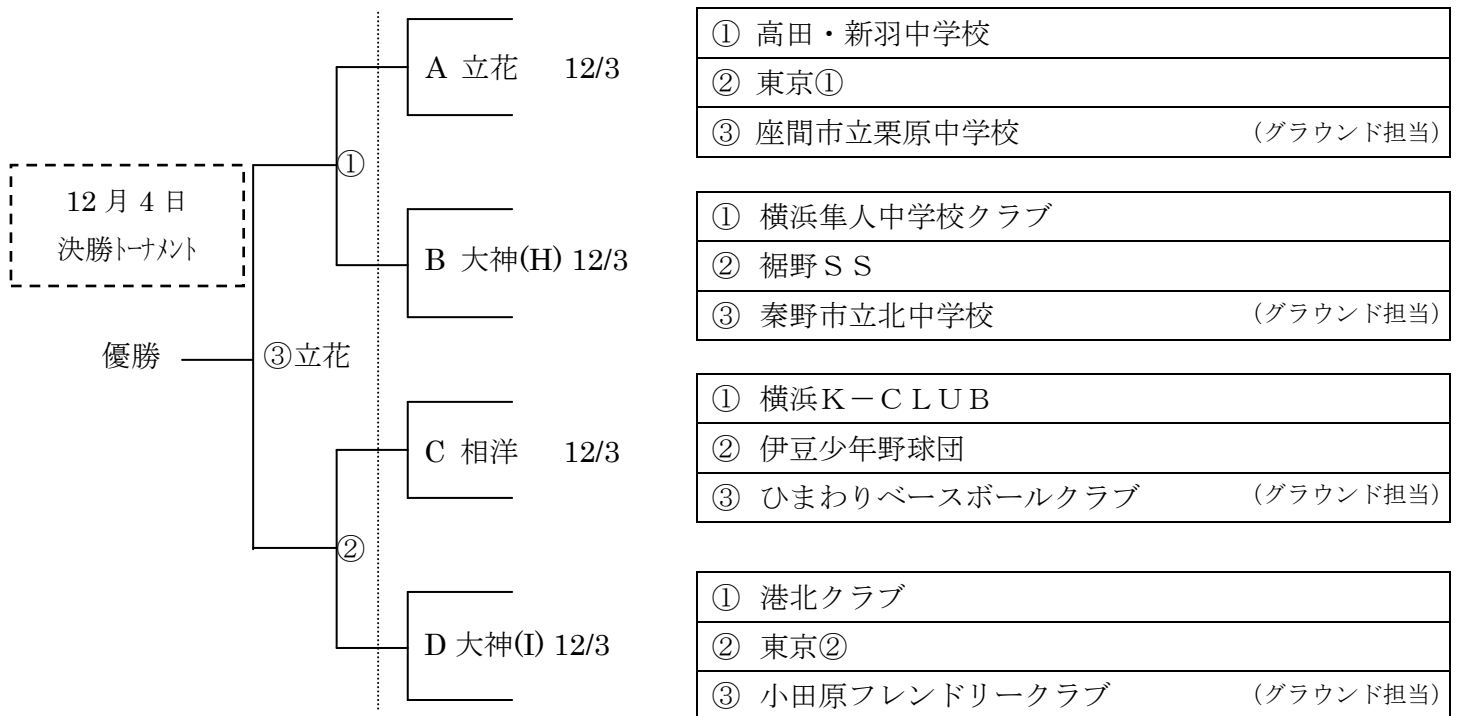 A 立花 12/3
① 高田・新羽中学校
② 東京①
③ 座間市立栗原中学校 (グラウンド担当)
①
12月4日
決勝トーナメント
B 大神(H) 12/3
① 横浜隼人中学校クラブ
② 裾野ＳＳ
③ 秦野市立北中学校 (グラウンド担当)
優勝
③立花
C 相洋 12/3
① 横浜Ｋ－ＣＬＵＢ
② 伊豆少年野球団
③ ひまわりベースボールクラブ (グラウンド担当)
②
D 大神(I) 12/3
① 港北クラブ
② 東京②
③ 小田原フレンドリークラブ (グラウンド担当)